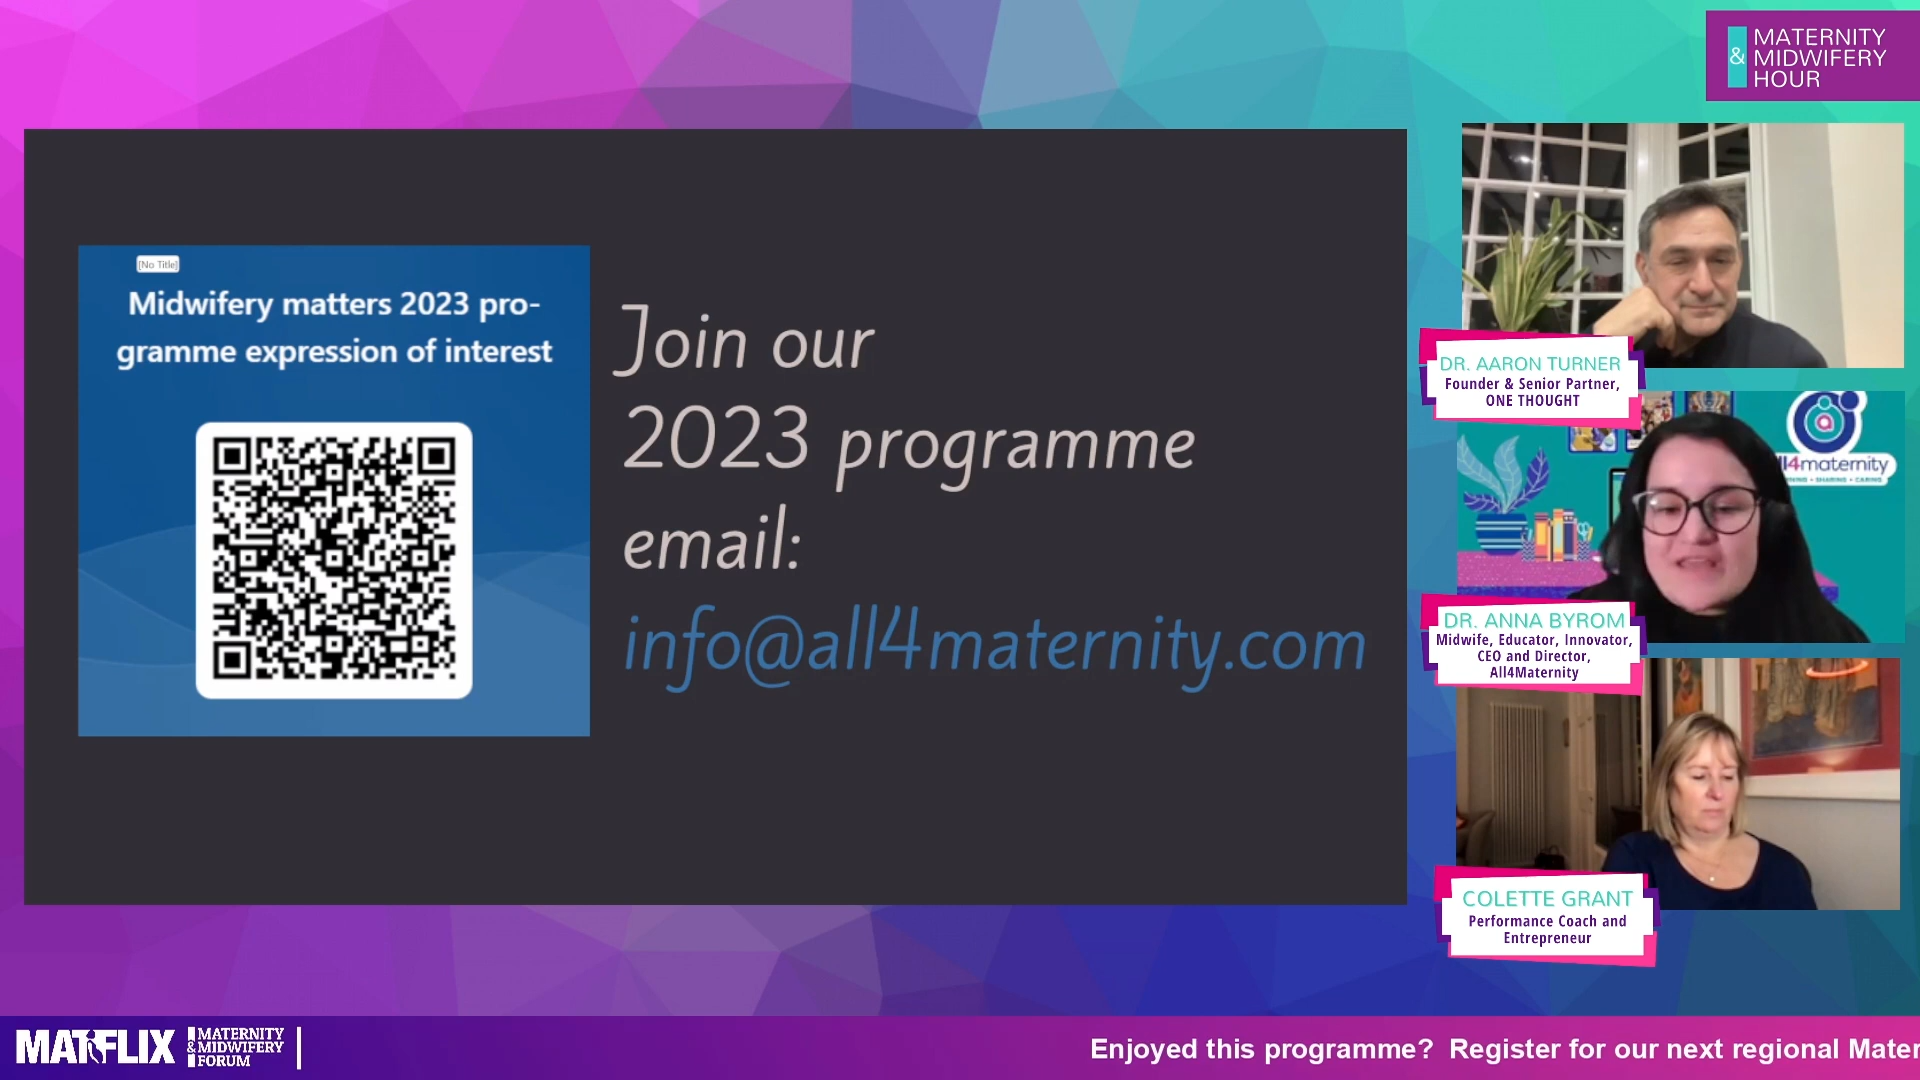 &
MATERNITY
MIDWIFERY
HOUR
[No Title]
Midwifery matters 2023 pro-
gramme expression of interest
Join our
2023 programme
email:
info@all4maternity.com
DR. AARON TURNER
Founder & Senior Partner,
ONE THOUGHT
a
ll4maternity
DR. ANNA BYROM
Midwife, Educator, Innovator,
CEO and Director,
All4Maternity
COLETTE GRANT
Performance Coach and
Entrepreneur
MATFLIX
MATERNITY
&MIDWIFERY
FORUM
Enjoyed this programme? Register for our next regional Mater